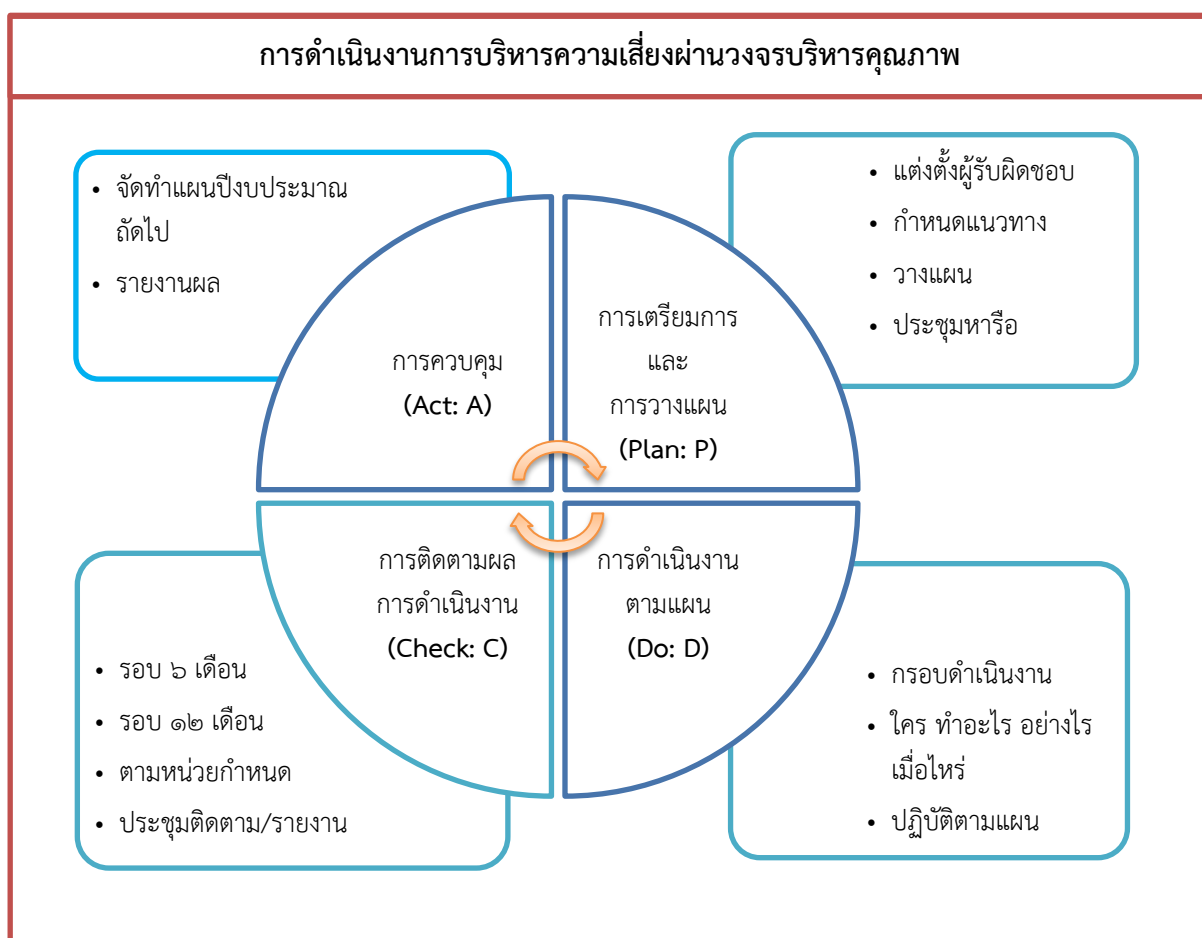 การดำเนินงานการบริหารความเสี่ยงผ่านวงจรบริหารคุณภาพ
• จัดทำแผนปีงบประมาณ
ถัดไป
• รายงานผล
• แต่งตั้งผู้รับผิดชอบ
• กำหนดแนวทาง
• วางแผน
• ประชุมหารือ
การควบคุม
(Act: A)
การเตรียมการ
และ
การวางแผน
(Plan: P)
การติดตามผล
การดำเนินงาน
(Check: C)
การดำเนินงาน
ตามแผน
(Do: D)
• รอบ ๖ เดือน
• รอบ ๑๒ เดือน
• ตามหน่วยกำหนด
• ประชุมติดตาม/รายงาน
• กรอบดำเนินงาน
• ใคร ทำอะไร อย่างไร
เมื่อไหร่
• ปฏิบัติตามแผน